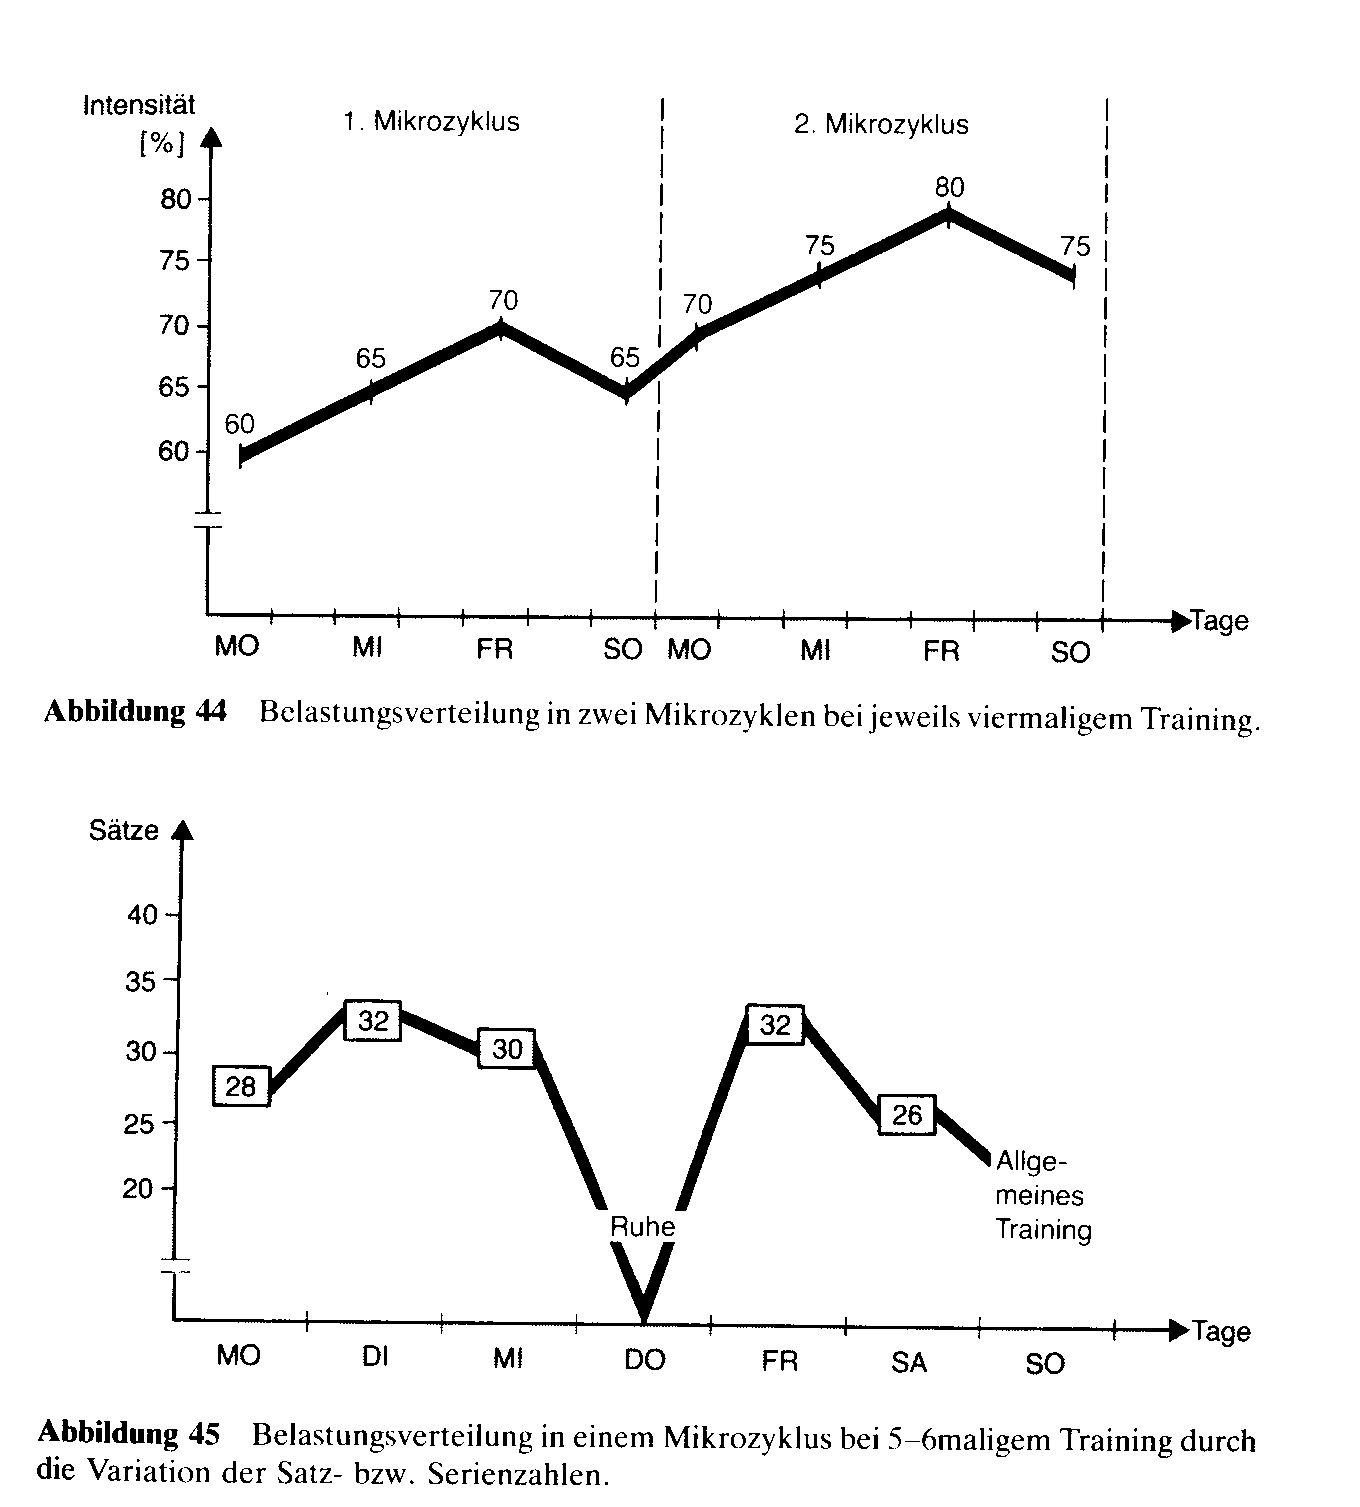 Intensität
[%]
1. Mikrozyklus
2. Mikrozyklus
80
75
70
65
60
60
65
70
65
70
75
80
75
MO MI FR SO MO MI FR SO
Tage
Abbildung 44 Belastungsverteilung in zwei Mikrozyklen bei jeweils viermaligem Training.
Sätze
40
35
30
25
20
28
32
30
Ruhe
32
26
Allge-
meines
Training
MO DI MI DO FR SA SO
Tage
Abbildung 45 Belastungsverteilung in einem Mikrozyklus bei 5–6maligem Training durch
die Variation der Satz- bzw. Serienzahlen.